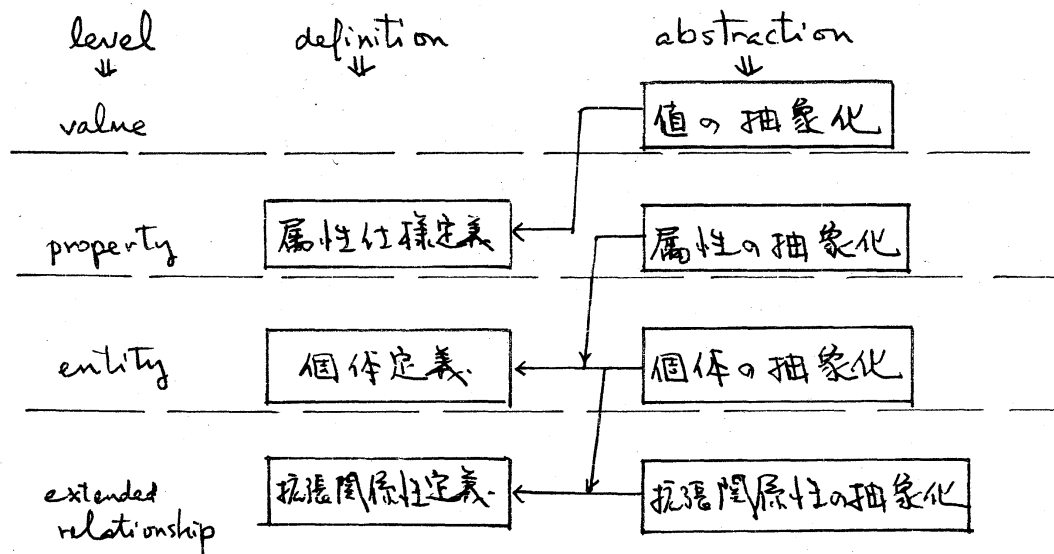 level definition abstraction
value 値の抽象化
property 属性仕様定義 属性の抽象化
entity 個体定義 個体の抽象化
extended 拡張関係性定義 拡張関係性の抽象化
relationship